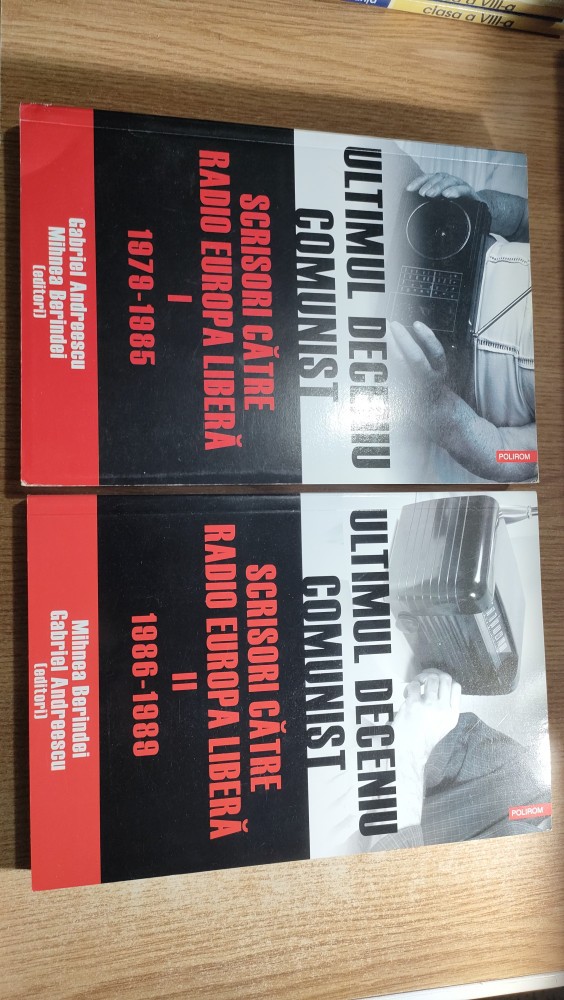 clasa a VIII-a
ULTIMUL DECENIU
COMUNIST
SCRISORI CĂTRE
RADIO EUROPA LIBERĂ
I
1979-1985
Gabriel Andreescu
Mihnea Berindei
(editori)
POLIROM
ULTIMUL DECENIU
COMUNIST
SCRISORI CĂTRE
RADIO EUROPA LIBERĂ
II
1986-1989
Mihnea Berindei
Gabriel Andreescu
(editori)
POLIROM